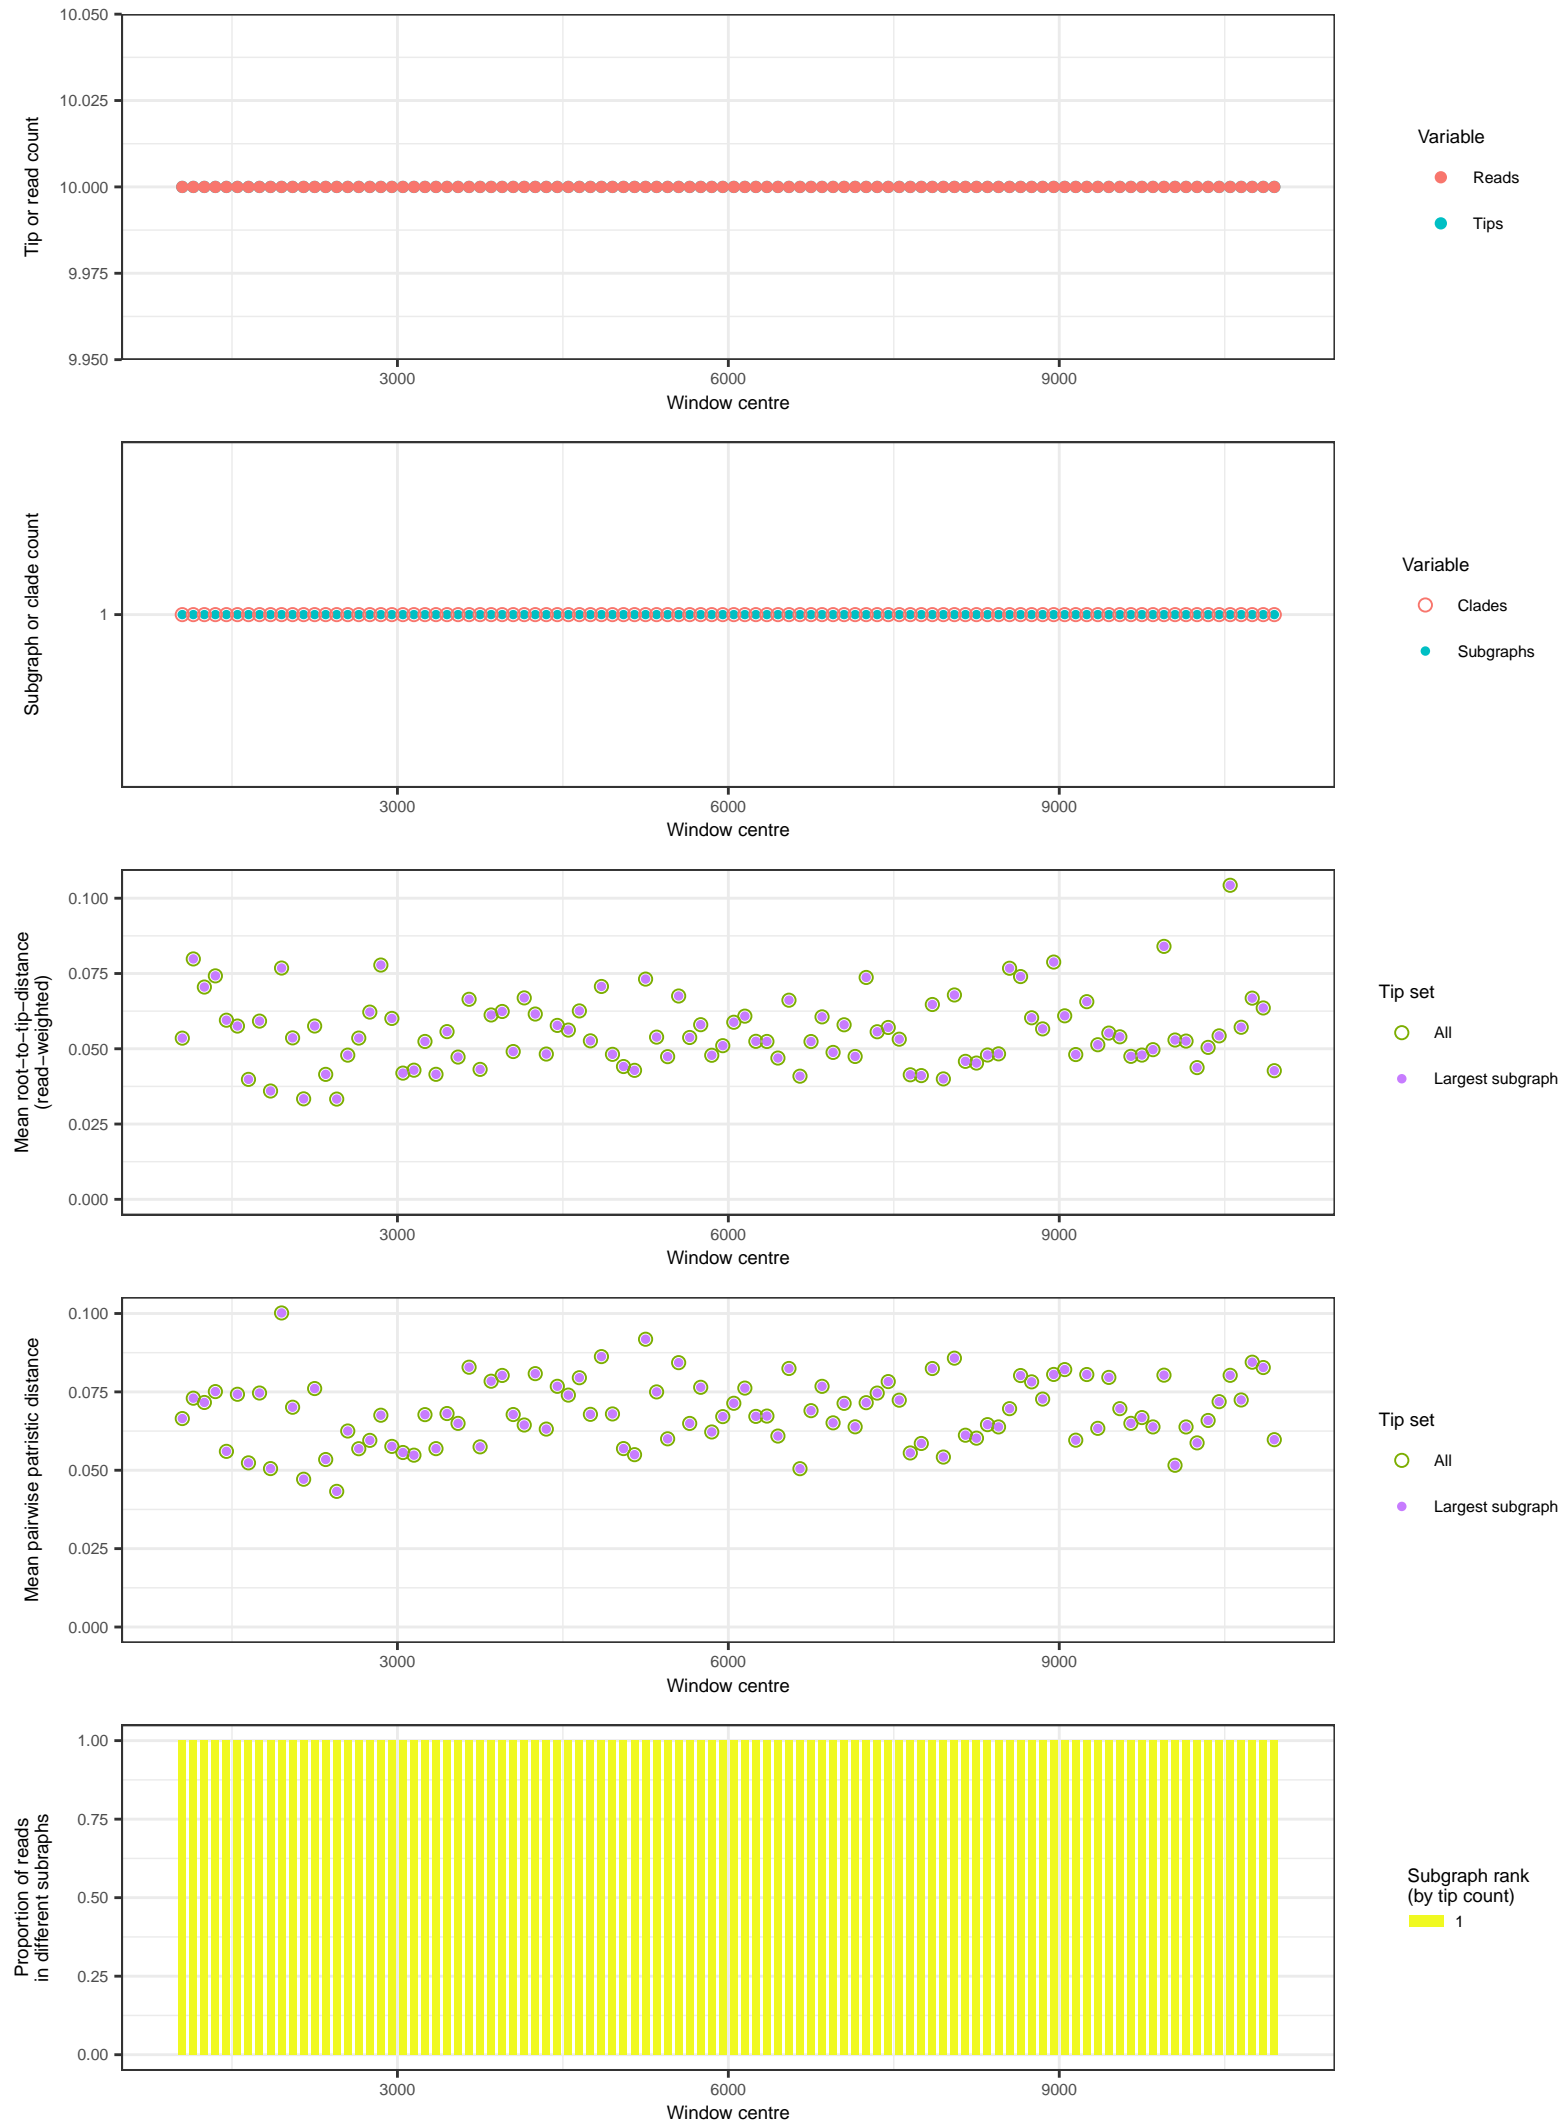 10.050
10.025
10.000
9.975
9.950
Tip or read count
3000 6000 9000
Window centre
Variable
Reads
Tips
1
Subgraph or clade count
3000 6000 9000
Window centre
Variable
Clades
Subgraphs
0.100
0.075
0.050
0.025
0.000
Mean root−to−tip−distance
(read−weighted)
3000 6000 9000
Window centre
Tip set
All
Largest subgraph
0.100
0.075
0.050
0.025
0.000
Mean pairwise patristic distance
3000 6000 9000
Window centre
Tip set
All
Largest subgraph
1.00
0.75
0.50
0.25
0.00
Proportion of reads
in different subraphs
3000 6000 9000
Window centre
Subgraph rank
(by tip count)
1